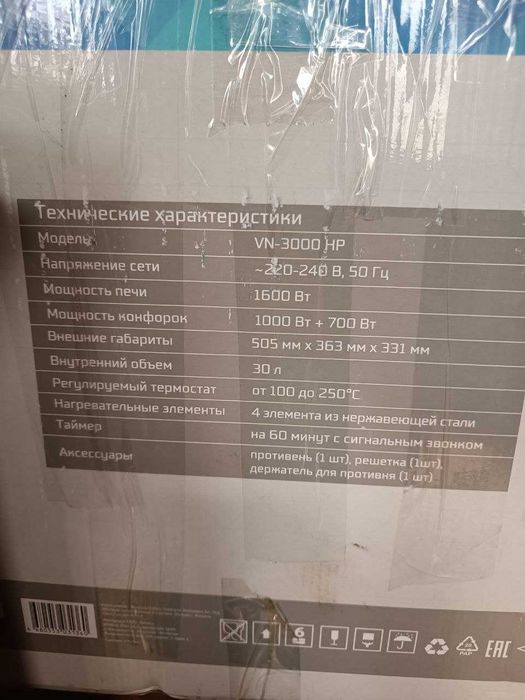 Технические характеристики
Модель VN-3000 HP
Напряжение сети ~220-240 В, 50 Гц
Мощность печи 1600 Вт
Мощность конфорок 1000 Вт + 700 Вт
Внешние габариты 505 мм x 363 мм x 331 мм
Внутренний объем 30 л
Регулируемый термостат от 100 до 250°C
Нагревательные элементы 4 элемента из нержавеющей стали
Таймер на 60 минут с сигнальным звонком
Аксессуары противень (1 шт), решетка (1шт),
держатель для противня (1 шт)
6
20
PAP
EAC